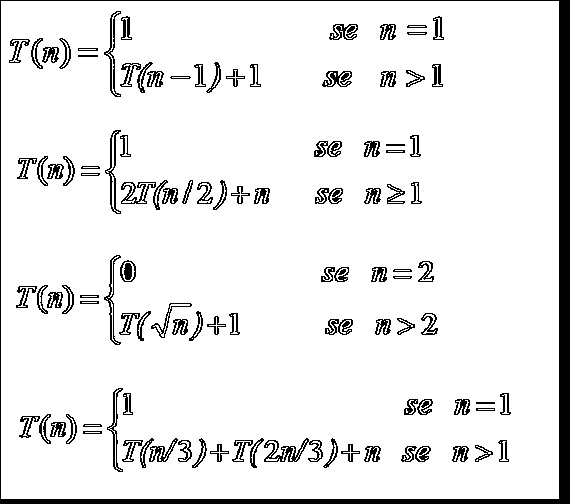 T(n) = { 1 se n = 1
T(n − 1) + 1 se n > 1
T(n) = { 1 se n = 1
2T(n / 2) + n se n ≥ 1
T(n) = { 0 se n = 2
T(√n) + 1 se n > 2
T(n) = { 1 se n = 1
T(n/3) + T(2n/3) + n se n > 1